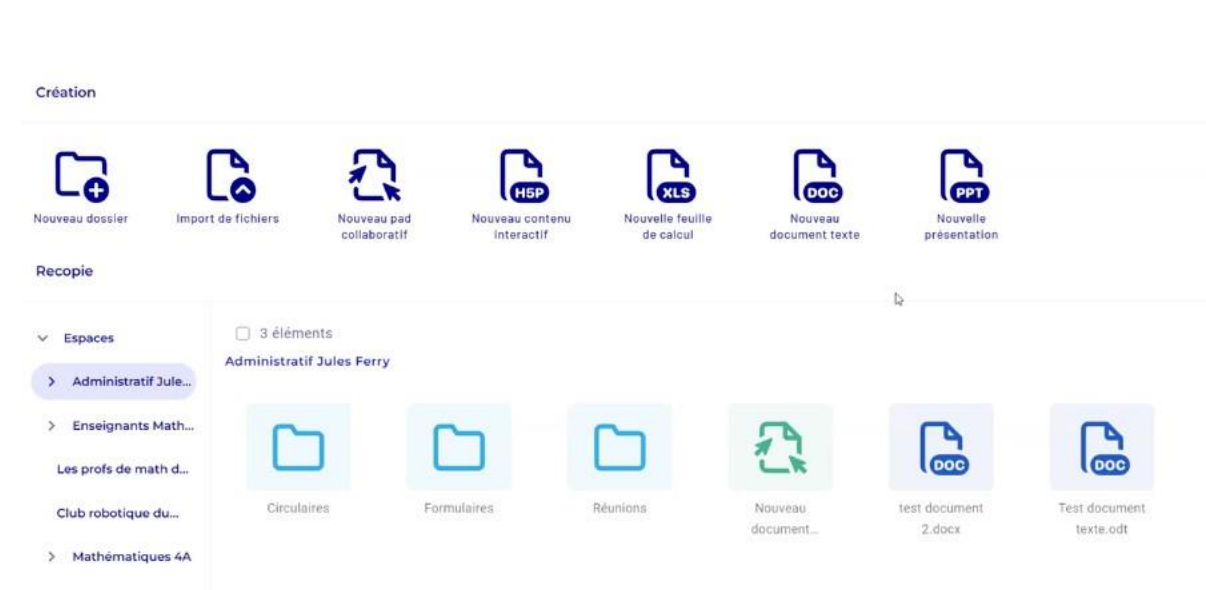 Création
H5P
XLS
DOC
PPT
Nouveau dossier
Import de fichiers
Nouveau pad
collaboratif
Nouveau contenu
interactif
Nouvelle feuille
de calcul
Nouveau
document texte
Nouvelle
présentation
Recopie
Espaces
Administratif Jule...
Enseignants Math...
Les profs de math d...
Club robotique du...
Mathématiques 4A
3 éléments
Administratif Jules Ferry
DOC
DOC
Circulaires
Formulaires
Réunions
Nouveau
document...
test document
2.docx
Test document
texte.odt